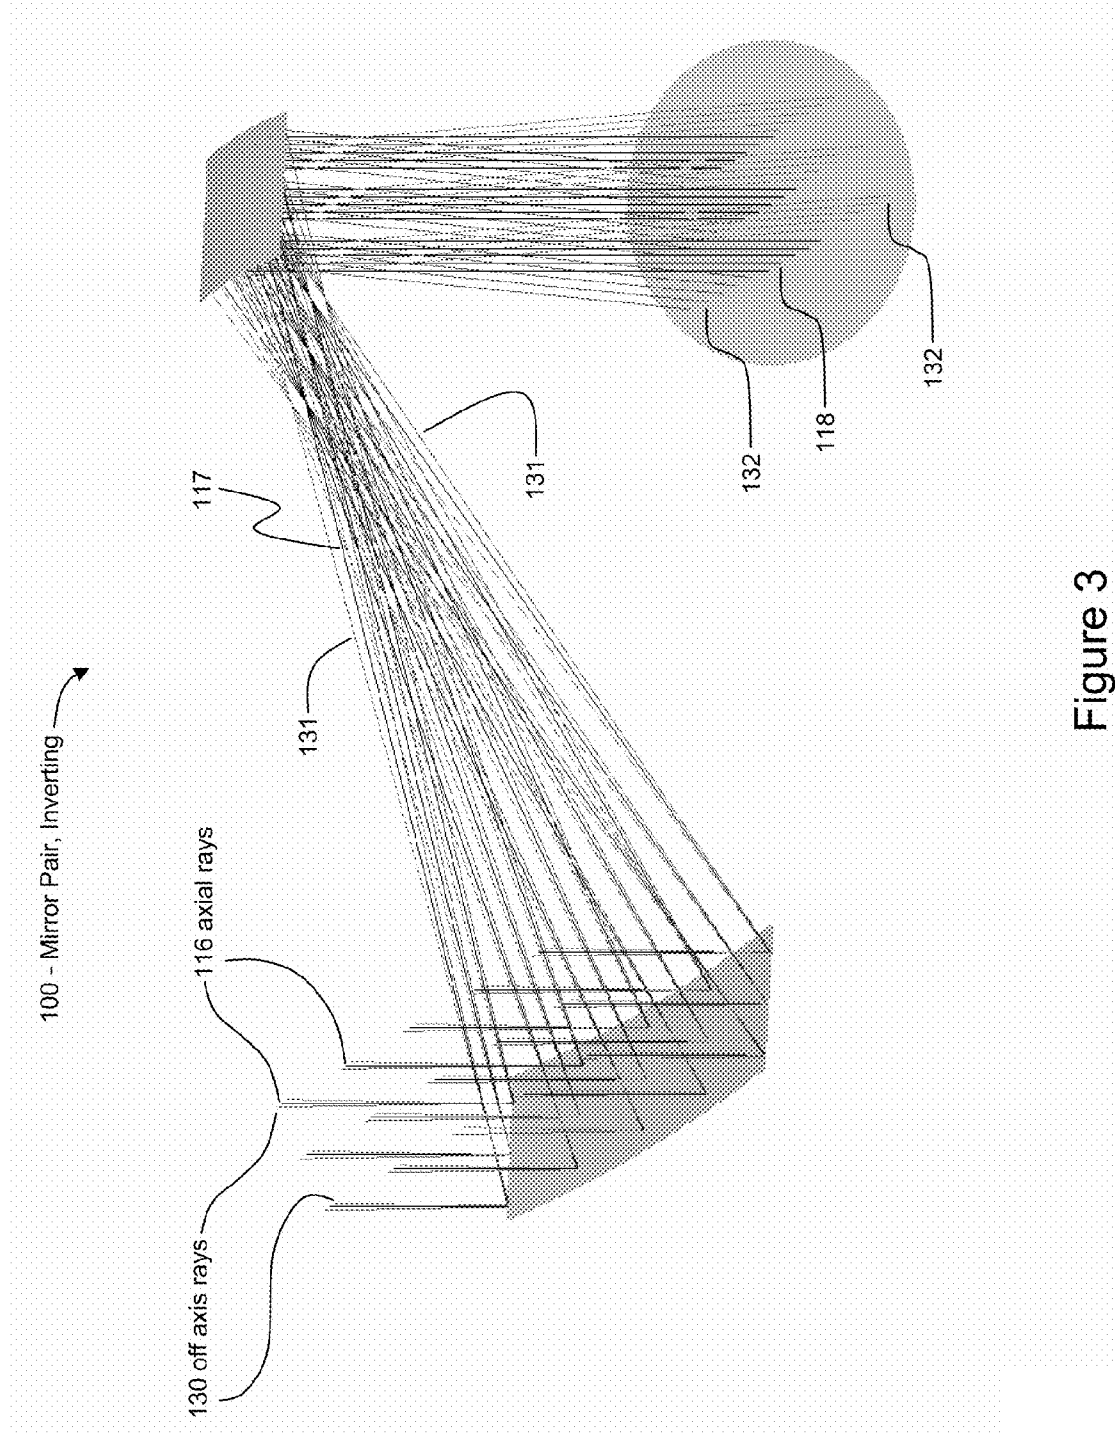 100 - Mirror Pair, Inverting
130 off axis rays
116 axial rays
131
117
131
132
118
132
Figure 3